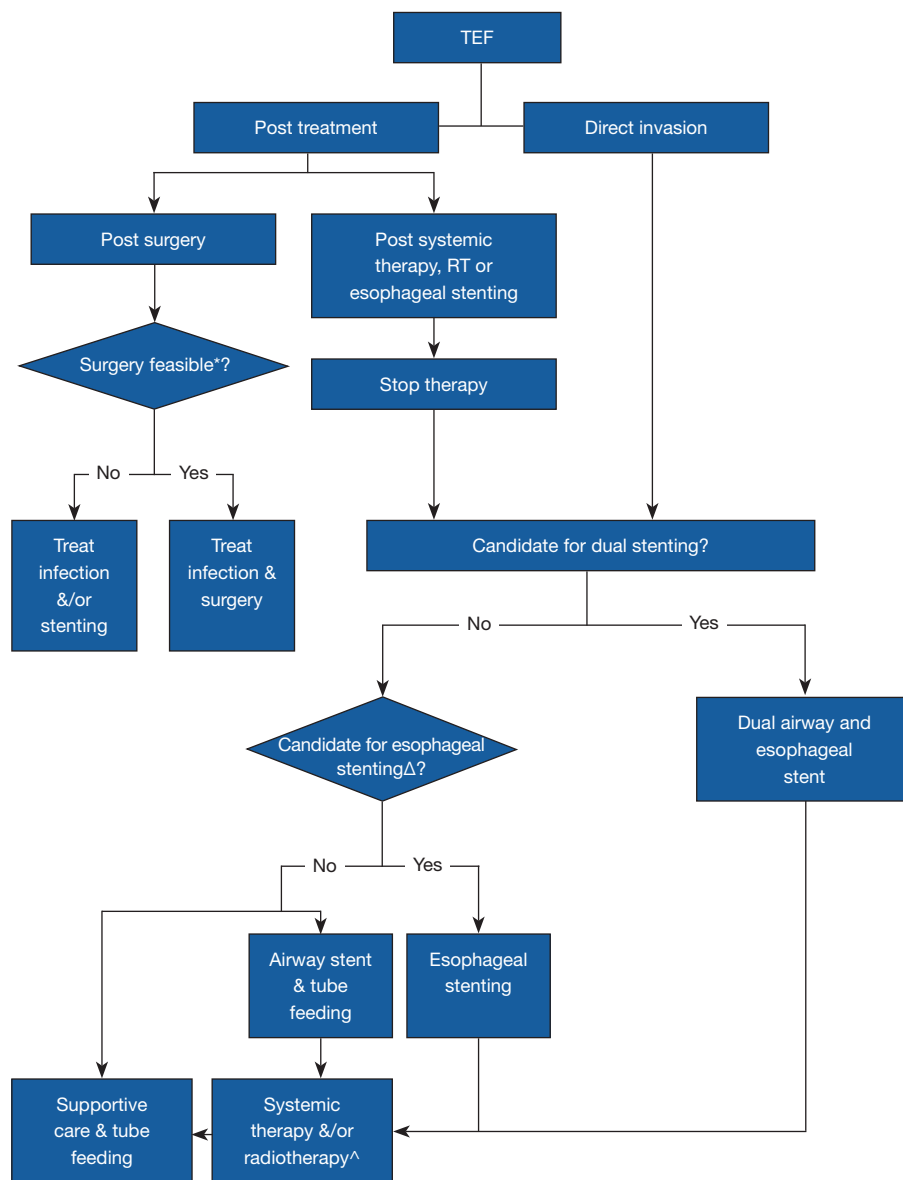 TEF
Post treatment
Direct invasion
Post surgery
Post systemic
therapy, RT or
esophageal stenting
Surgery feasible*?
Stop therapy
No
Yes
Treat
infection
&/or
stenting
Treat
infection &
surgery
Candidate for dual stenting?
No
Yes
Candidate for esophageal
stentingΔ?
Dual airway and
esophageal
stent
No
Yes
Airway stent
& tube
feeding
Esophageal
stenting
Supportive
care & tube
feeding
Systemic
therapy &/or
radiotherapy^